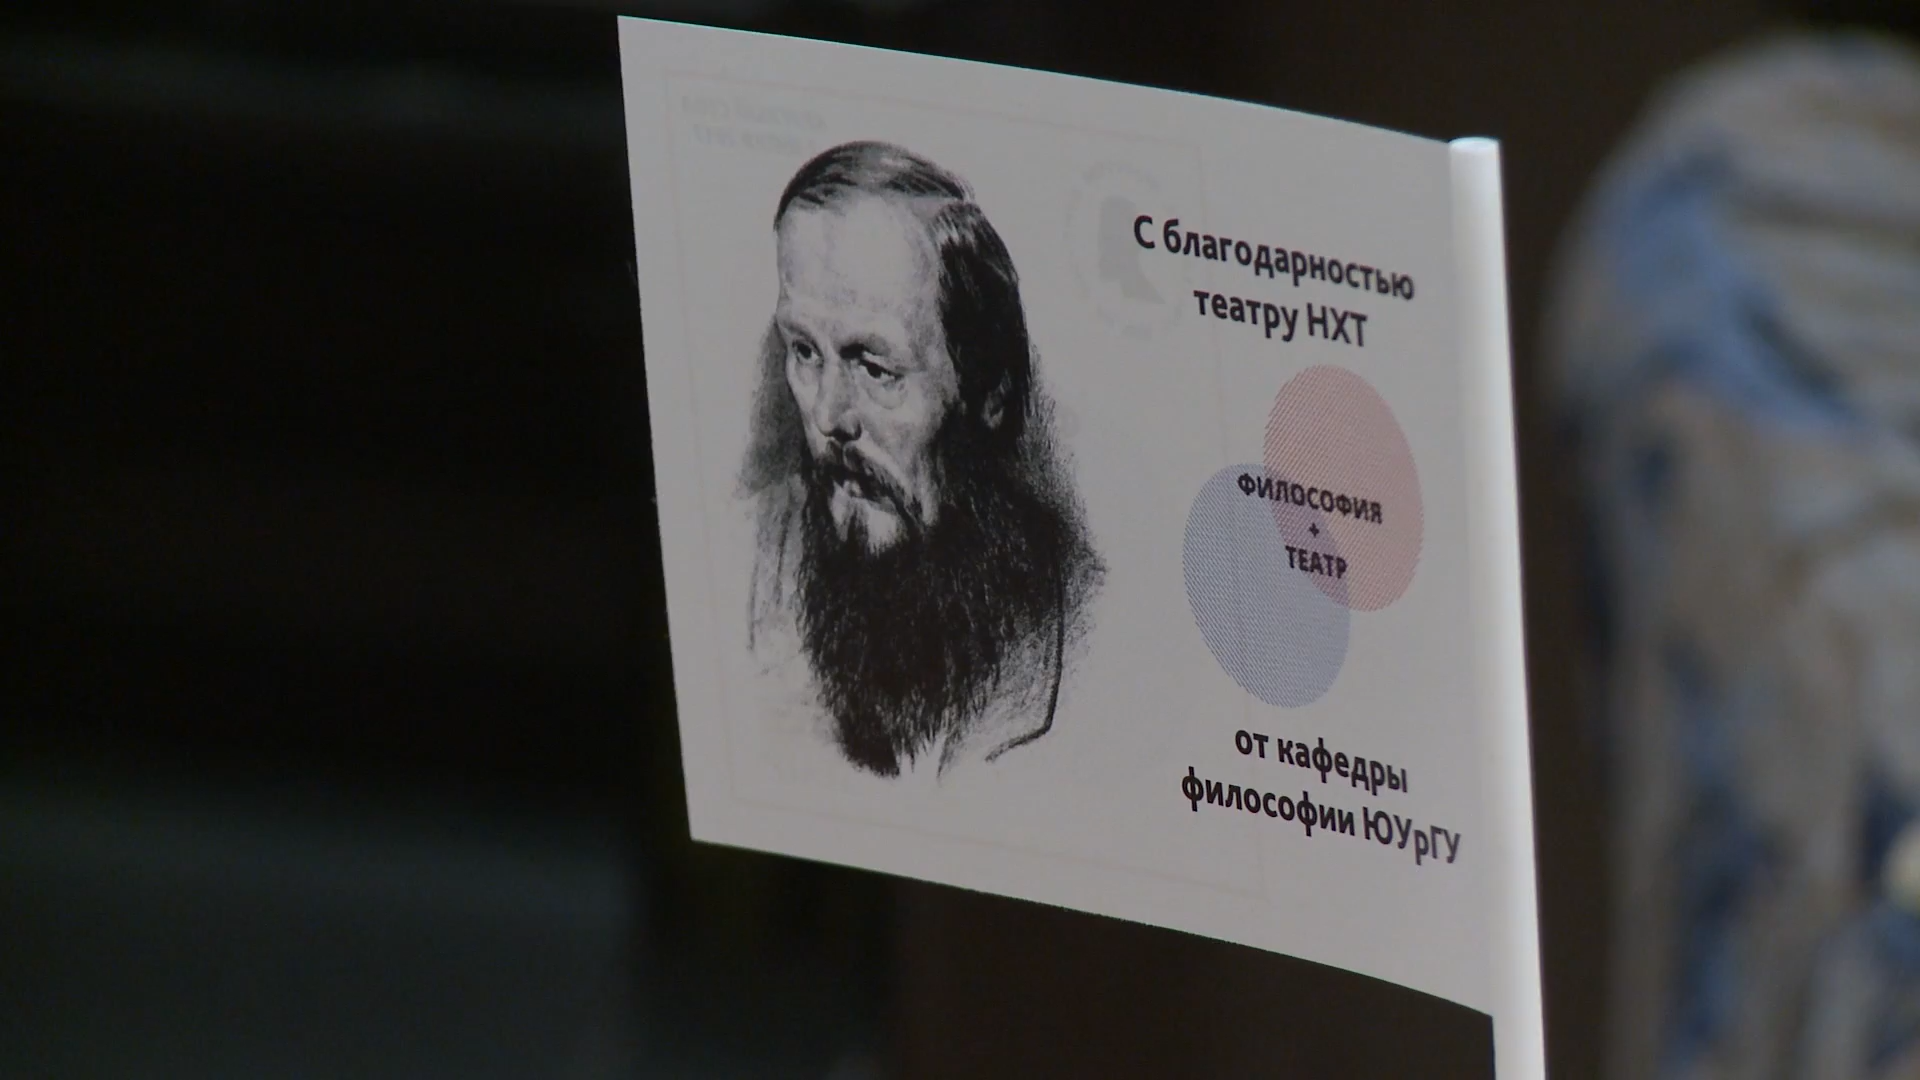 С благодарностью
театру НХТ
ФИЛОСОФИЯ
+
ТЕАТР
от кафедры
философии ЮУрГУ